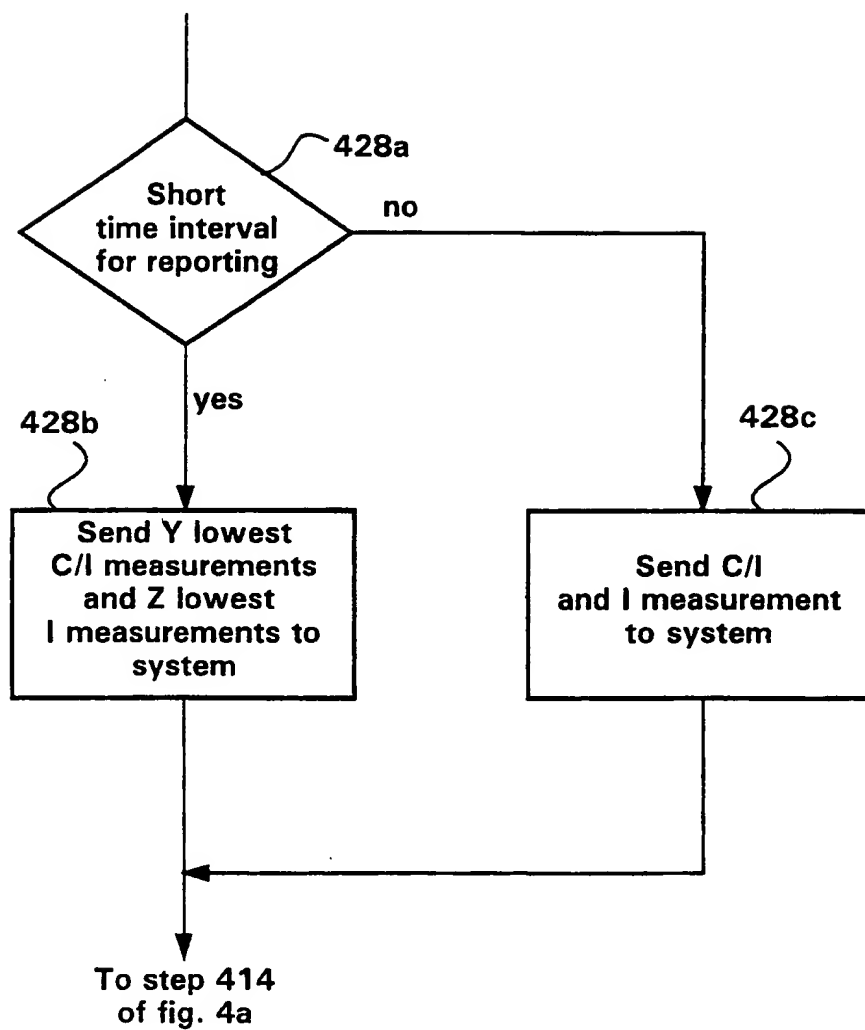 428a
Short
time interval
for reporting
no
yes
428b
428c
Send Y lowest
C/I measurements
and Z lowest
I measurements to
system
Send C/I
and I measurement
to system
To step 414
of fig. 4a